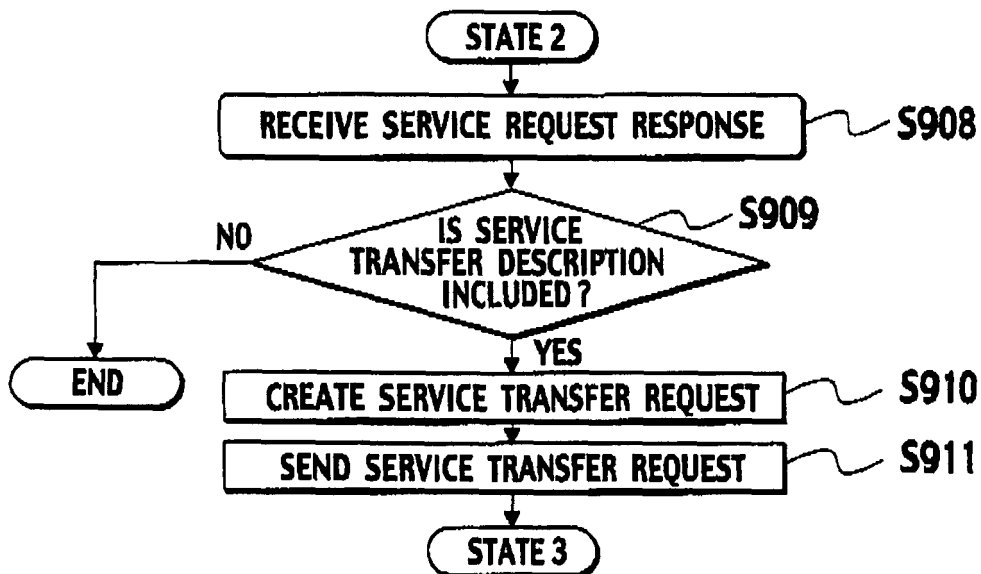 STATE 2
RECEIVE SERVICE REQUEST RESPONSE
S908
S909
IS SERVICE
TRANSFER DESCRIPTION
INCLUDED?
NO
YES
END
CREATE SERVICE TRANSFER REQUEST
S910
SEND SERVICE TRANSFER REQUEST
S911
STATE 3